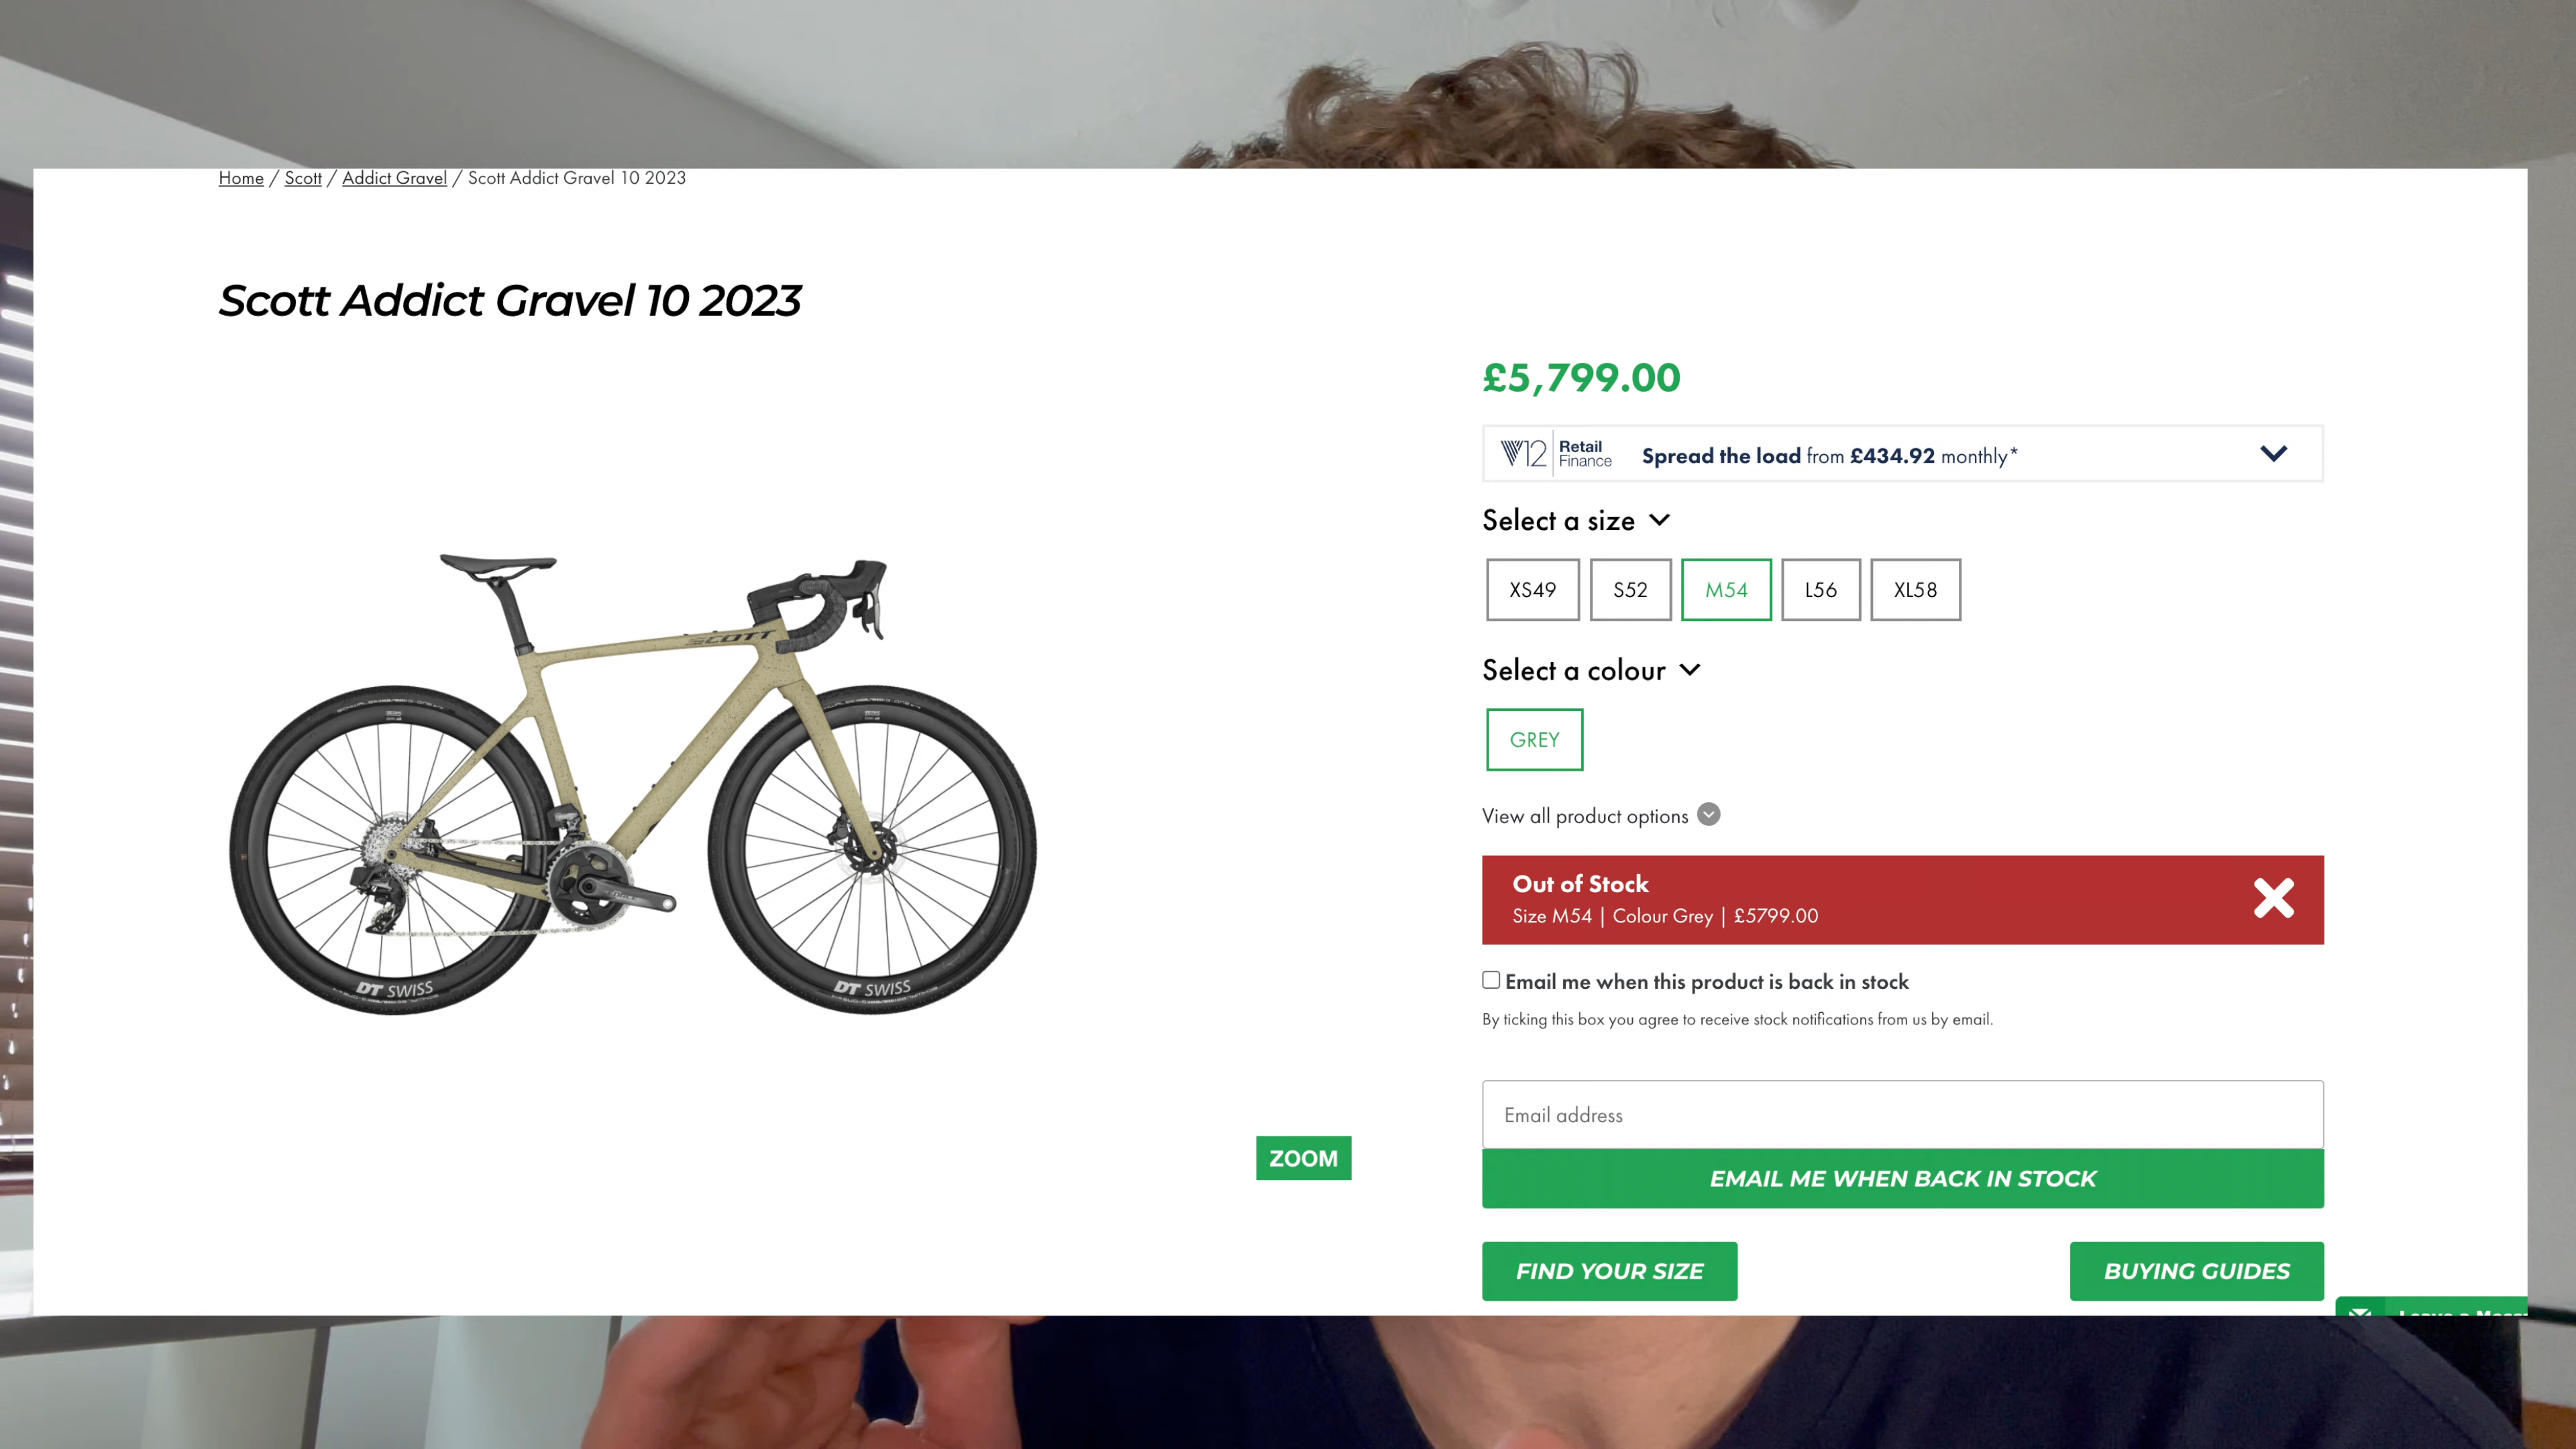 Home / Scott / Addict Gravel / Scott Addict Gravel 10 2023
Scott Addict Gravel 10 2023
£5,799.00
V12 Retail Finance
Spread the load from £434.92 monthly*
Select a size
XS49 S52 M54 L56 XL58
Select a colour
GREY
View all product options
Out of Stock
Size M54 | Colour Grey | £5799.00
Email me when this product is back in stock
By ticking this box you agree to receive stock notifications from us by email.
Email address
EMAIL ME WHEN BACK IN STOCK
FIND YOUR SIZE
BUYING GUIDES
SCOTT
DT SWISS
DT SWISS
ZOOM
Leave a